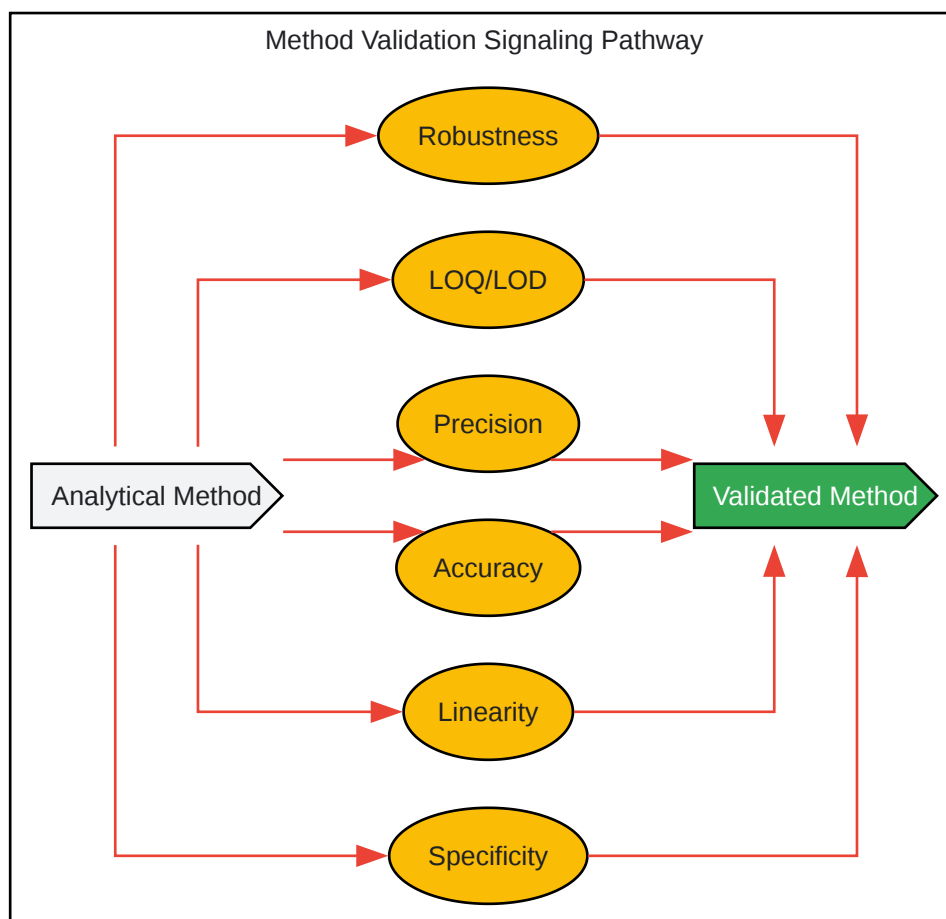 Method Validation Signaling Pathway
Robustness
LOQ/LOD
Precision
Analytical Method
Validated Method
Accuracy
Linearity
Specificity